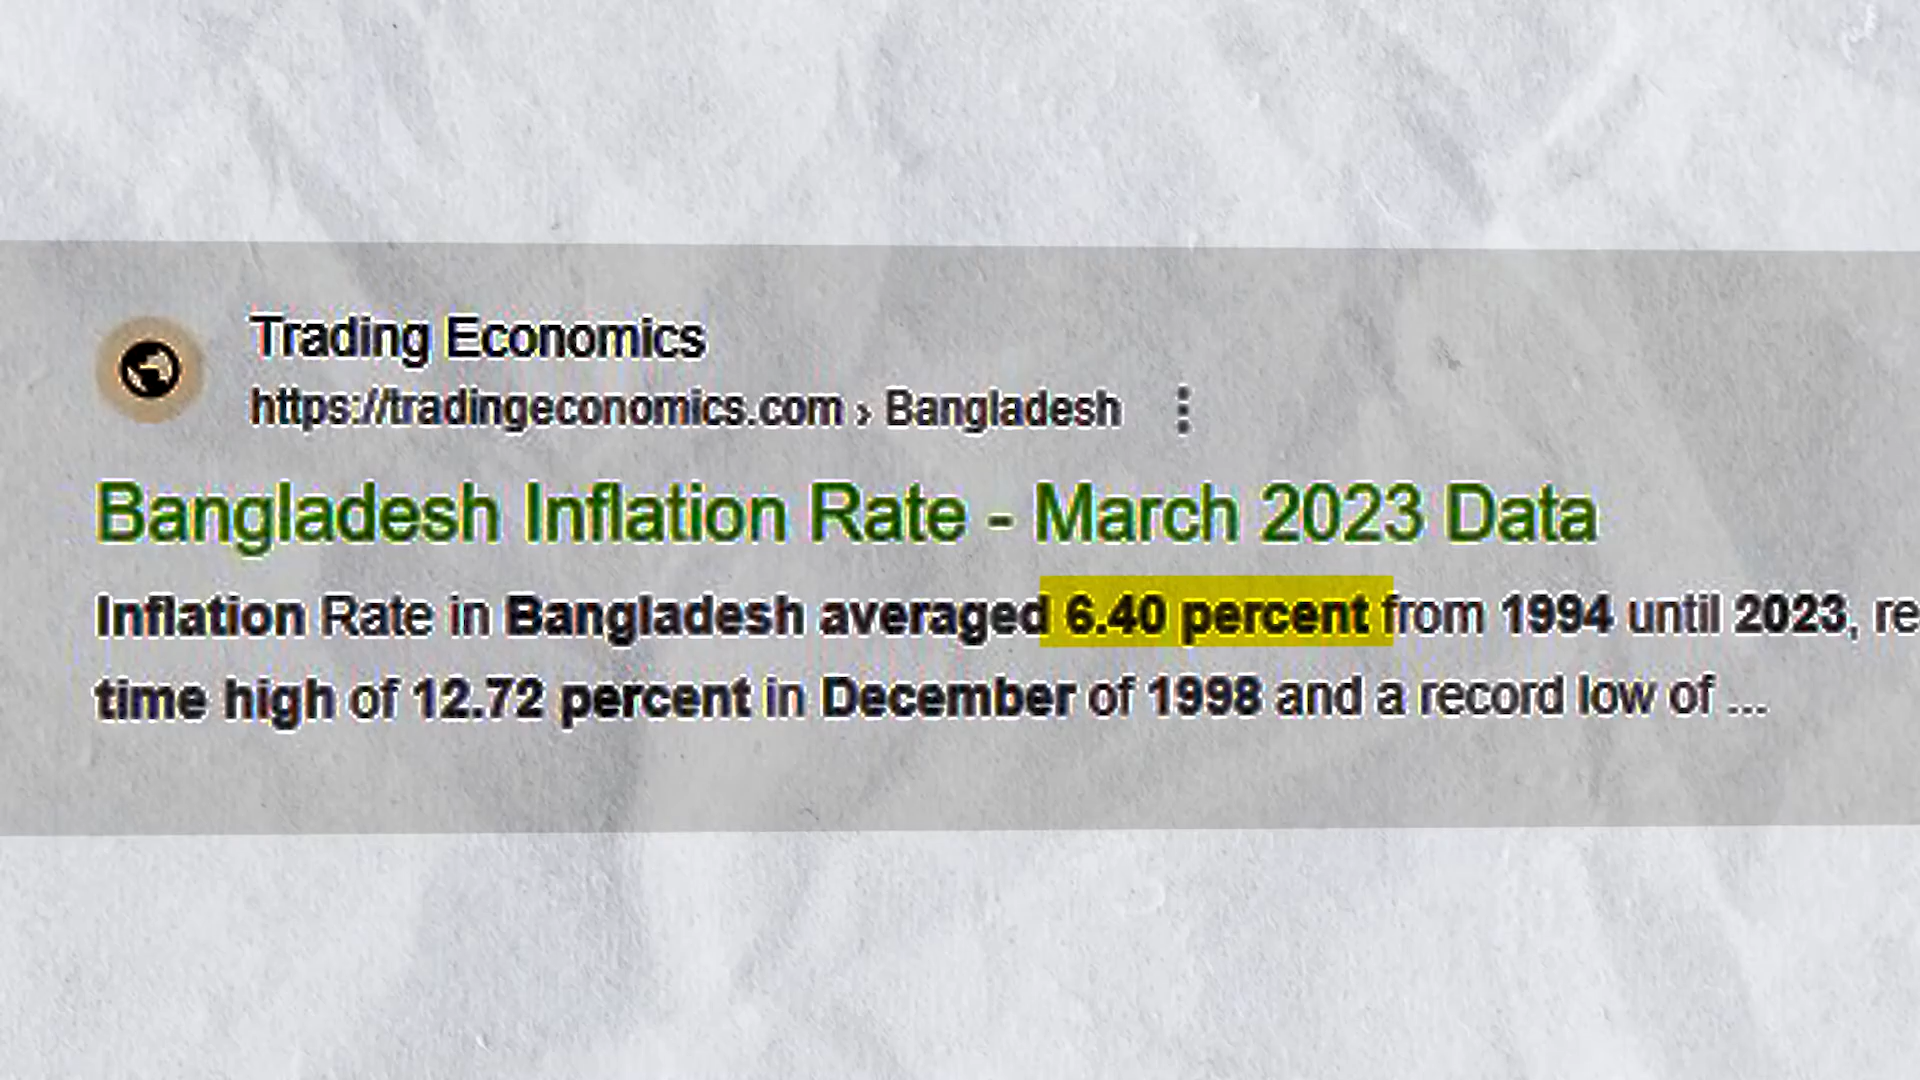 Trading Economics
https://tradingeconomics.com › Bangladesh
Bangladesh Inflation Rate - March 2023 Data
Inflation Rate in Bangladesh averaged 6.40 percent from 1994 until 2023,
time high of 12.72 percent in December of 1998 and a record low of ...